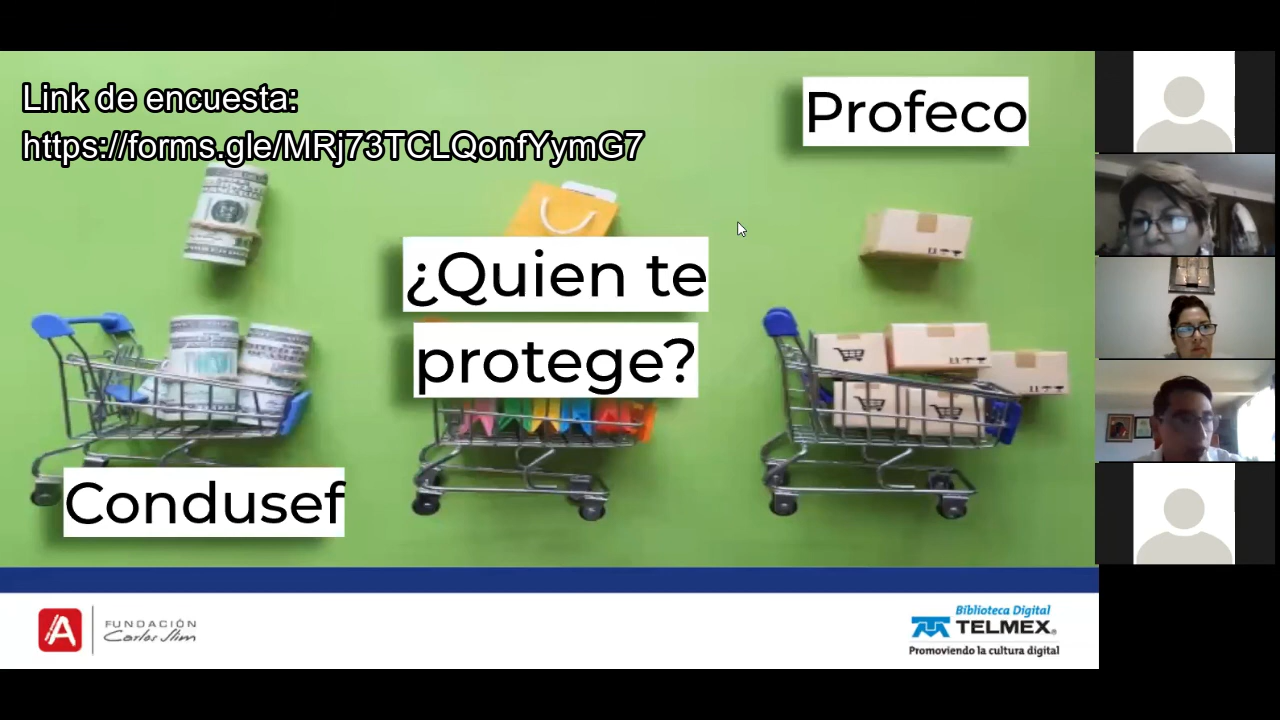 Link de encuesta:
https://forms.gle/MRj73TCLQonfYymG7
Profeco
¿Quien te
protege?
Condusef
FUNDACIÓN
Carlos Slim
Biblioteca Digital
TELMEX®
Promoviendo la cultura digital